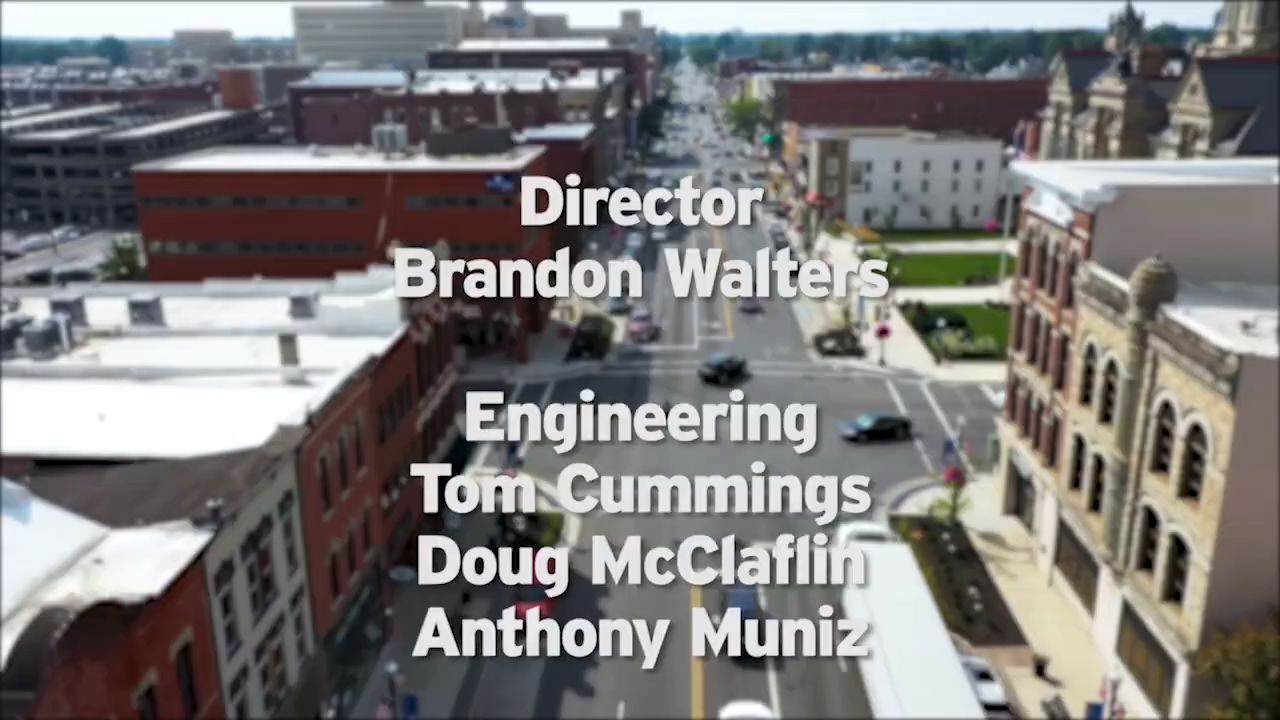 Director
Brandon Walters
Engineering
Tom Cummings
Doug McClaflin
Anthony Muniz